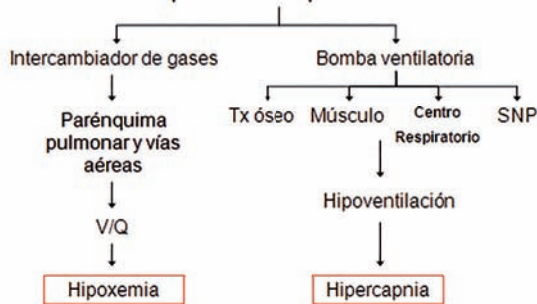 Intercambiador de gases
Bomba ventilatoria
Parénquima
pulmonar y vías
aéreas
V/Q
Hipoxemia
Tx óseo Músculo Centro Respiratorio SNP
Hipoventilación
Hipercapnia